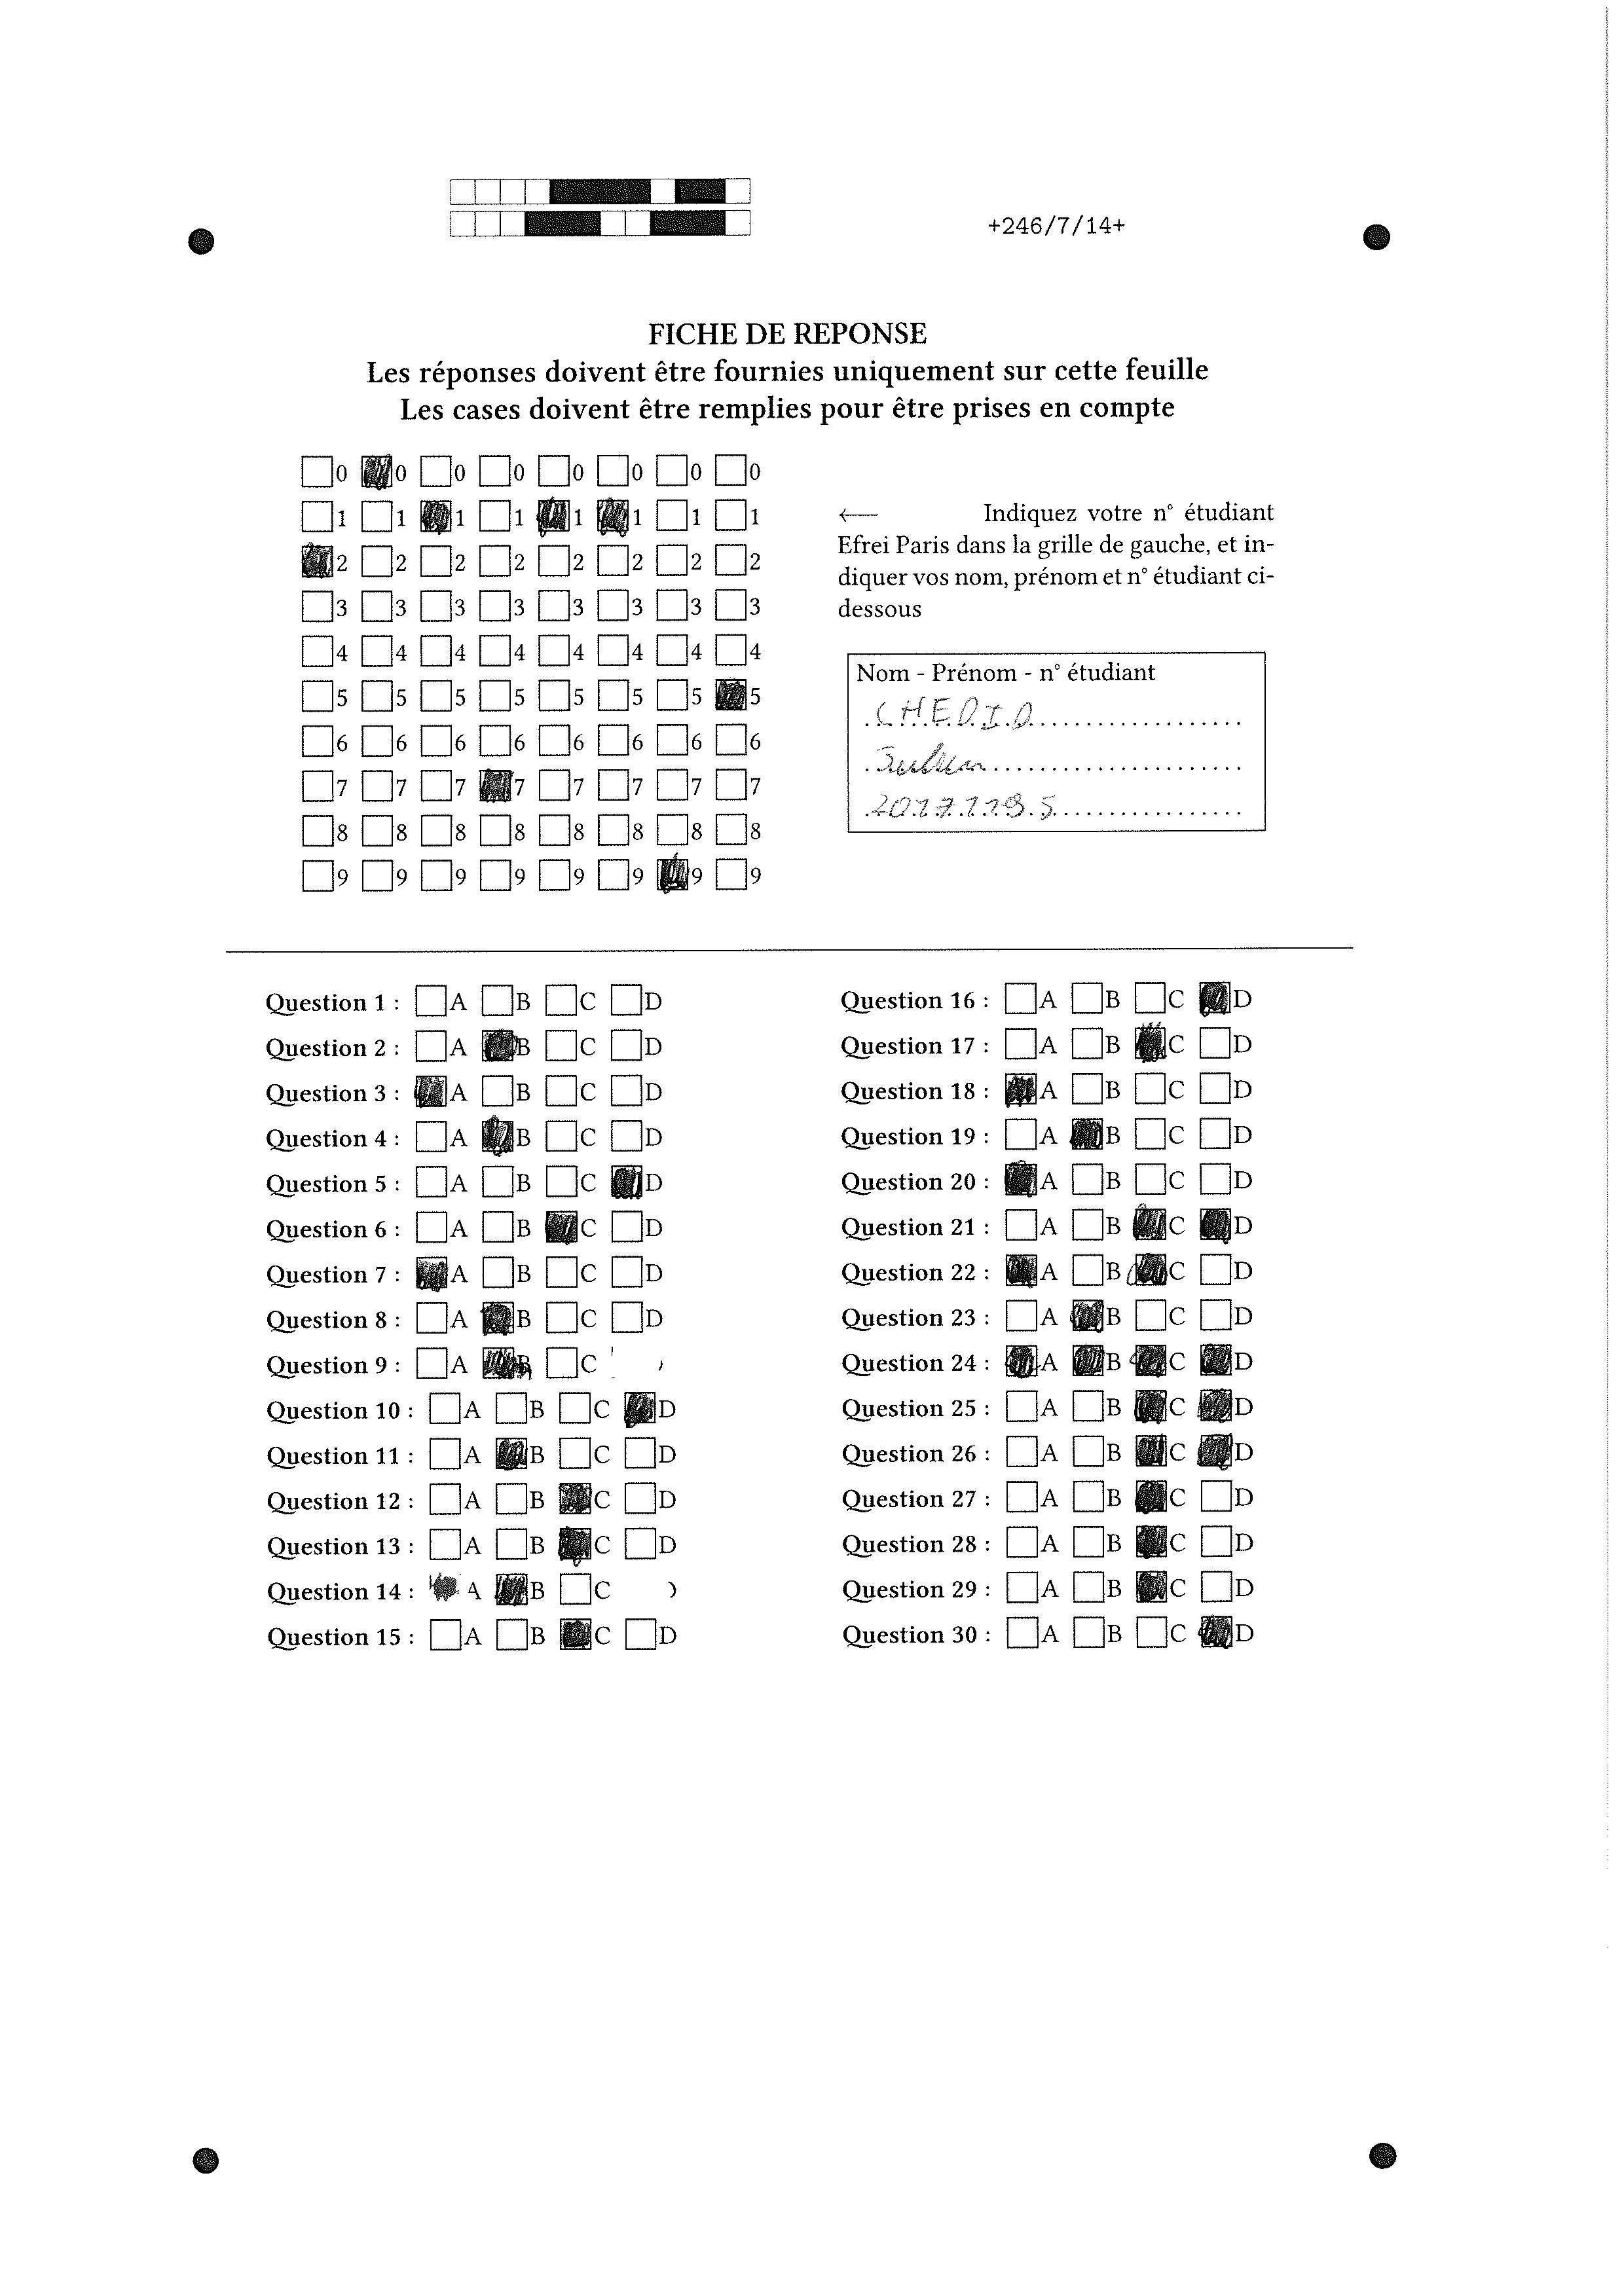 +246/7/14+
FICHE DE REPONSE
Les réponses doivent être fournies uniquement sur cette feuille
Les cases doivent être remplies pour être prises en compte
0 0 0 0 0 0 0 0
1 1 1 1 1 1 1 1
2 2 2 2 2 2 2 2
3 3 3 3 3 3 3 3
4 4 4 4 4 4 4 4
5 5 5 5 5 5 5 5
6 6 6 6 6 6 6 6
7 7 7 7 7 7 7 7
8 8 8 8 8 8 8 8
9 9 9 9 9 9 9 9
← Indiquez votre n° étudiant
Efrei Paris dans la grille de gauche, et in-
diquer vos nom, prénom et n° étudiant ci-
dessous
Nom - Prénom - n° étudiant
CHEDID
20171195
Question 1 : A B C D
Question 2 : A B C D
Question 3 : A B C D
Question 4 : A B C D
Question 5 : A B C D
Question 6 : A B C D
Question 7 : A B C D
Question 8 : A B C D
Question 9 : A B C
Question 10 : A B C D
Question 11 : A B C D
Question 12 : A B C D
Question 13 : A B C D
Question 14 : A B C
Question 15 : A B C D
Question 16 : A B C D
Question 17 : A B C D
Question 18 : A B C D
Question 19 : A B C D
Question 20 : A B C D
Question 21 : A B C D
Question 22 : A B C D
Question 23 : A B C D
Question 24 : A B C D
Question 25 : A B C D
Question 26 : A B C D
Question 27 : A B C D
Question 28 : A B C D
Question 29 : A B C D
Question 30 : A B C D